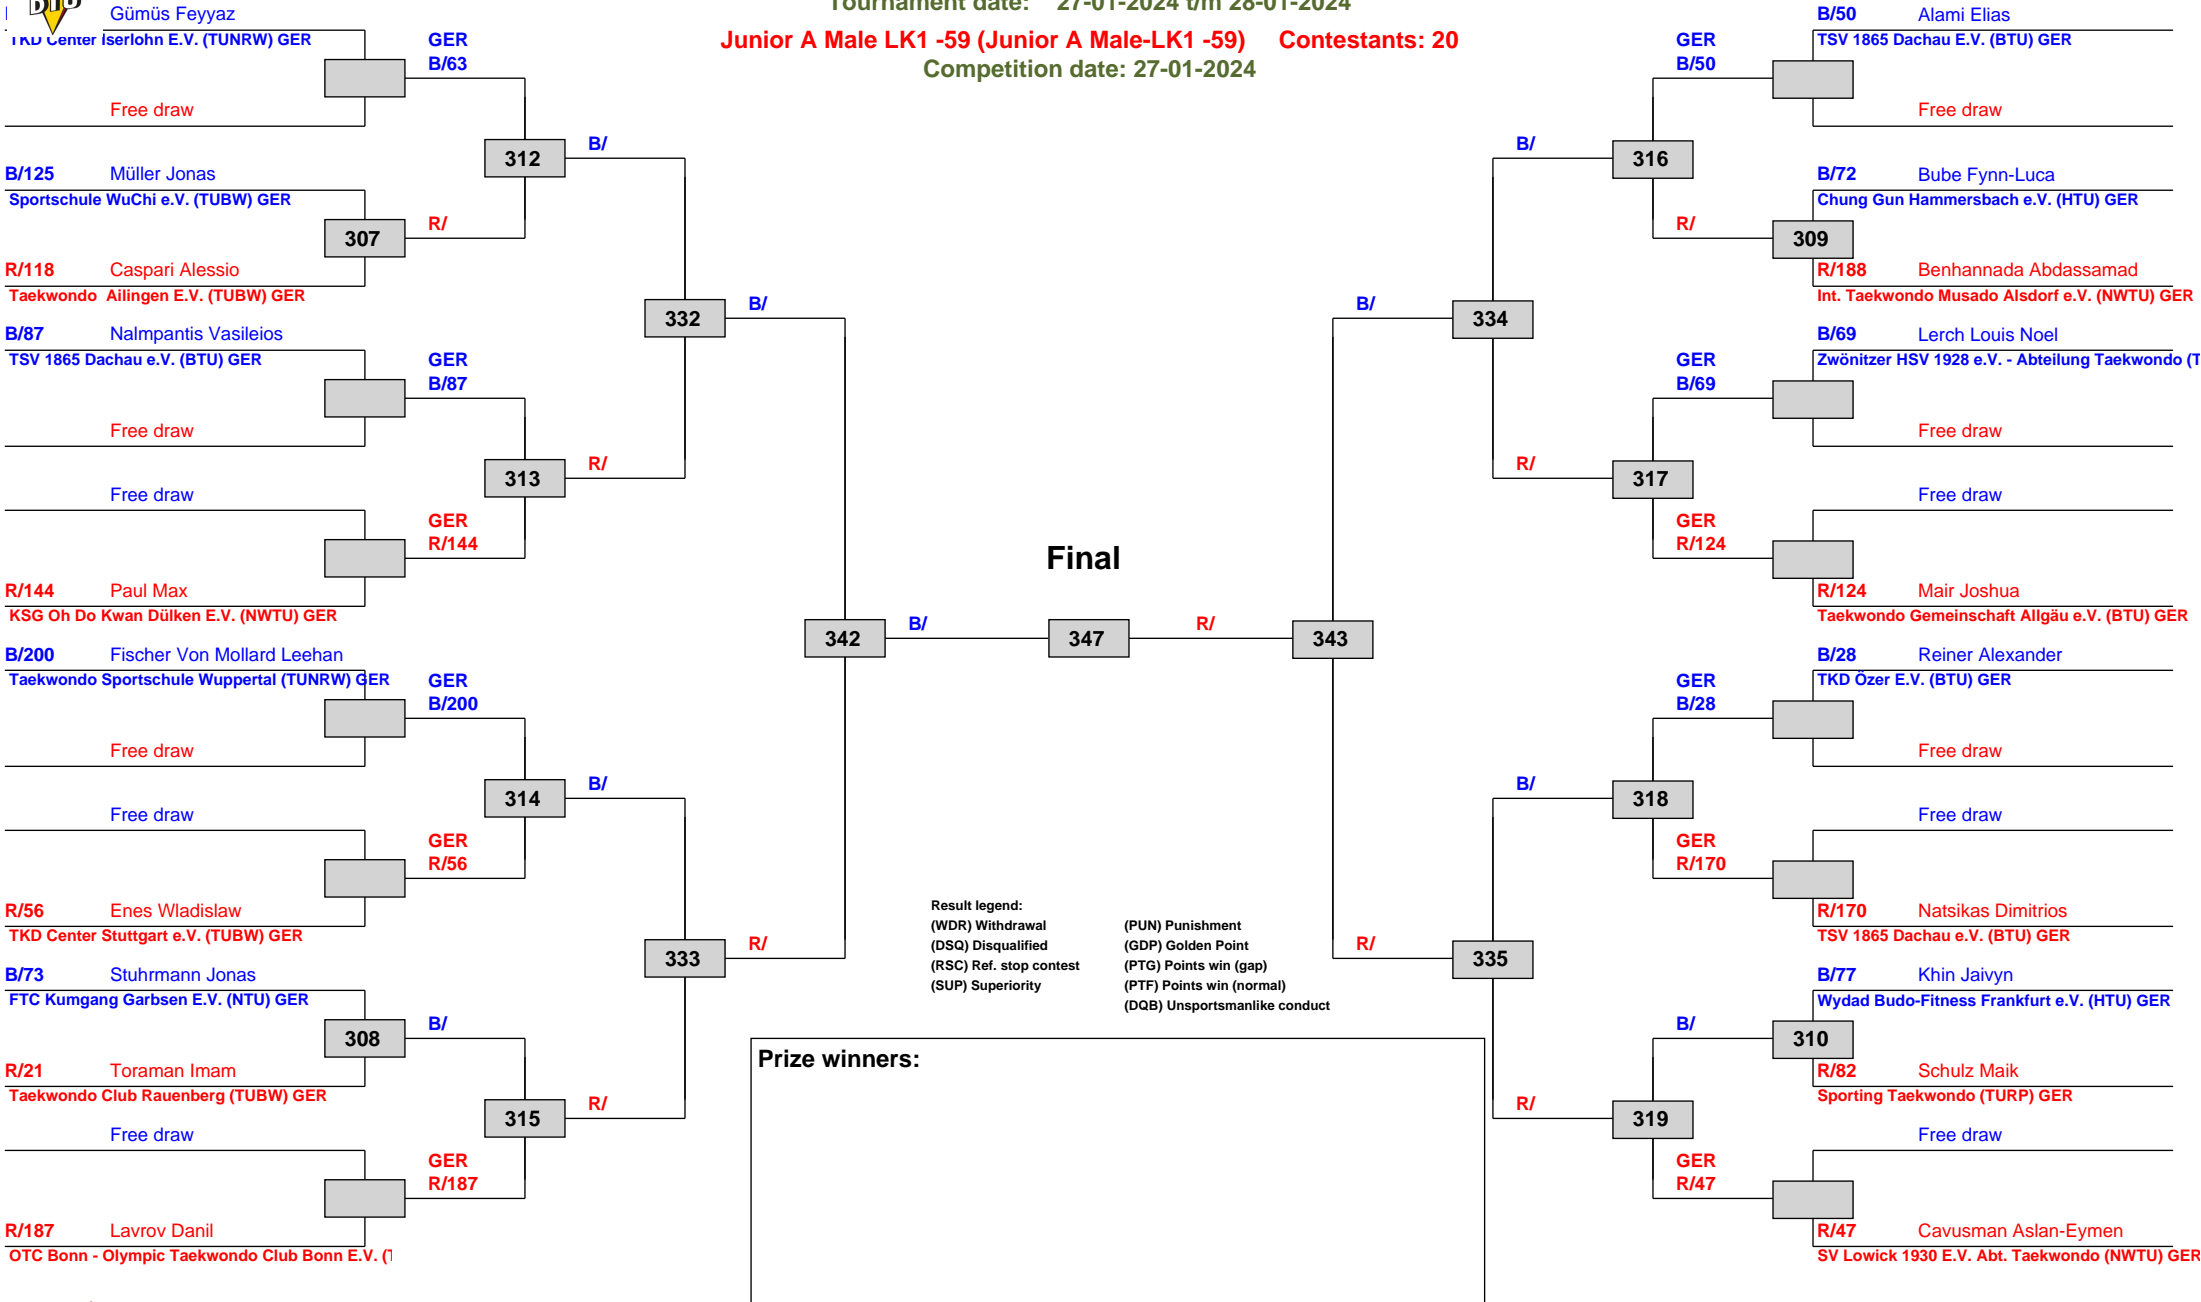 Tournament date: 27-01-2024 t/m 28-01-2024
Junior A Male LK1 -59 (Junior A Male-LK1 -59) Contestants: 20
Competition date: 27-01-2024
Gümüs Feyyaz
TKD Center Iserlohn E.V. (TUNRW) GER
GER
B/63
Free draw
312
B/
B/125 Müller Jonas
Sportschule WuChi e.V. (TUBW) GER
307
R/
R/118 Caspari Alessio
Taekwondo Ailingen E.V. (TUBW) GER
332
B/
B/87 Nalmpantis Vasileios
TSV 1865 Dachau e.V. (BTU) GER
GER
B/87
Free draw
313
R/
Free draw
GER
R/144
R/144 Paul Max
KSG Oh Do Kwan Dülken E.V. (NWTU) GER
342
B/
B/200 Fischer Von Mollard Leehan
Taekwondo Sportschule Wuppertal (TUNRW) GER
GER
B/200
Free draw
314
B/
Free draw
GER
R/56
R/56 Enes Wladislaw
TKD Center Stuttgart e.V. (TUBW) GER
333
R/
B/73 Stuhrmann Jonas
FTC Kumgang Garbsen E.V. (NTU) GER
308
B/
R/21 Toraman Imam
Taekwondo Club Rauenberg (TUBW) GER
315
R/
Free draw
GER
R/187
R/187 Lavrov Danil
OTC Bonn - Olympic Taekwondo Club Bonn E.V. (
Final
347
R/
343
B/50 Alami Elias
TSV 1865 Dachau E.V. (BTU) GER
GER
B/50
Free draw
B/
316
B/72 Bube Fynn-Luca
Chung Gun Hammersbach e.V. (HTU) GER
R/
309
R/188 Benhannada Abdassamad
Int. Taekwondo Musado Alsdorf e.V. (NWTU) GER
B/
334
B/69 Lerch Louis Noel
Zwönitzer HSV 1928 e.V. - Abteilung Taekwondo (T
GER
B/69
Free draw
R/
317
Free draw
GER
R/124
R/124 Mair Joshua
Taekwondo Gemeinschaft Allgäu e.V. (BTU) GER
B/28 Reiner Alexander
TKD Özer E.V. (BTU) GER
GER
B/28
Free draw
B/
318
Free draw
GER
R/170
R/170 Natsikas Dimitrios
TSV 1865 Dachau e.V. (BTU) GER
R/
335
B/77 Khin Jaivyn
Wydad Budo-Fitness Frankfurt e.V. (HTU) GER
B/
310
R/82 Schulz Maik
Sporting Taekwondo (TURP) GER
R/
319
Free draw
GER
R/47
R/47 Cavusman Aslan-Eymen
SV Lowick 1930 E.V. Abt. Taekwondo (NWTU) GER
Result legend:
(WDR) Withdrawal (PUN) Punishment
(DSQ) Disqualified (GDP) Golden Point
(RSC) Ref. stop contest (PTG) Points win (gap)
(SUP) Superiority (PTF) Points win (normal)
(DQB) Unsportsmanlike conduct
Prize winners: